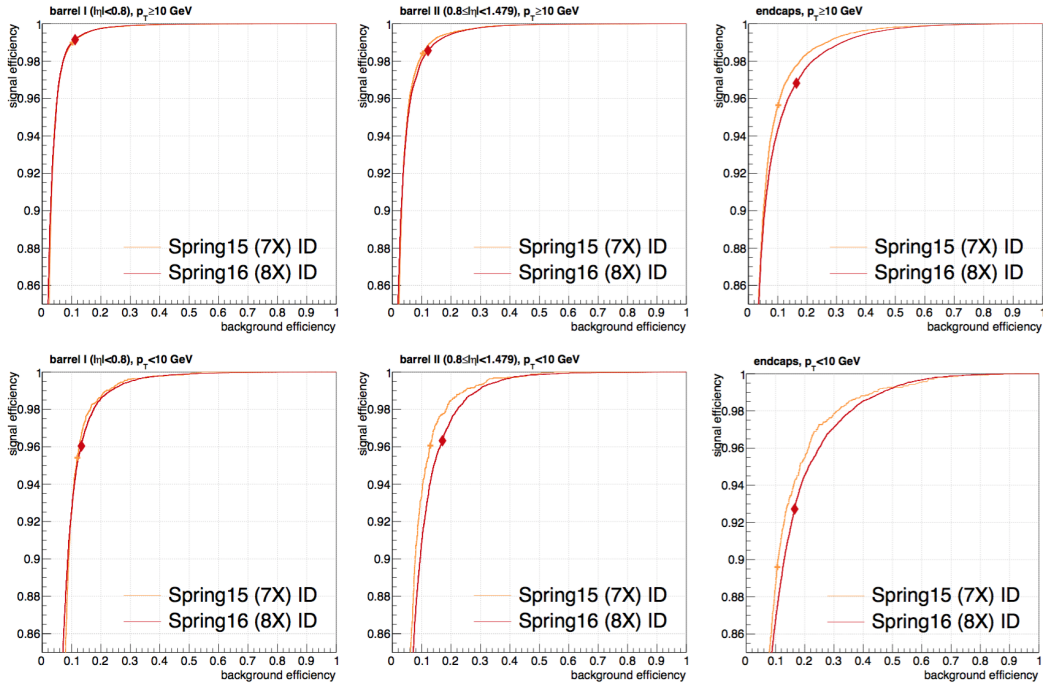 barrel I (|η|<0.8), p_T≥10 GeV
signal efficiency
1
0.98
0.96
0.94
0.92
0.9
0.88
0.86
Spring15 (7X) ID
Spring16 (8X) ID
0 0.1 0.2 0.3 0.4 0.5 0.6 0.7 0.8 0.9 1
background efficiency
barrel II (0.8≤|η|<1.479), p_T≥10 GeV
signal efficiency
1
0.98
0.96
0.94
0.92
0.9
0.88
0.86
Spring15 (7X) ID
Spring16 (8X) ID
0 0.1 0.2 0.3 0.4 0.5 0.6 0.7 0.8 0.9 1
background efficiency
endcaps, p_T≥10 GeV
signal efficiency
1
0.98
0.96
0.94
0.92
0.9
0.88
0.86
Spring15 (7X) ID
Spring16 (8X) ID
0 0.1 0.2 0.3 0.4 0.5 0.6 0.7 0.8 0.9 1
background efficiency
barrel I (|η|<0.8), p_T<10 GeV
signal efficiency
1
0.98
0.96
0.94
0.92
0.9
0.88
0.86
Spring15 (7X) ID
Spring16 (8X) ID
0 0.1 0.2 0.3 0.4 0.5 0.6 0.7 0.8 0.9 1
background efficiency
barrel II (0.8≤|η|<1.479), p_T<10 GeV
signal efficiency
1
0.98
0.96
0.94
0.92
0.9
0.88
0.86
Spring15 (7X) ID
Spring16 (8X) ID
0 0.1 0.2 0.3 0.4 0.5 0.6 0.7 0.8 0.9 1
background efficiency
endcaps, p_T<10 GeV
signal efficiency
1
0.98
0.96
0.94
0.92
0.9
0.88
0.86
Spring15 (7X) ID
Spring16 (8X) ID
0 0.1 0.2 0.3 0.4 0.5 0.6 0.7 0.8 0.9 1
background efficiency